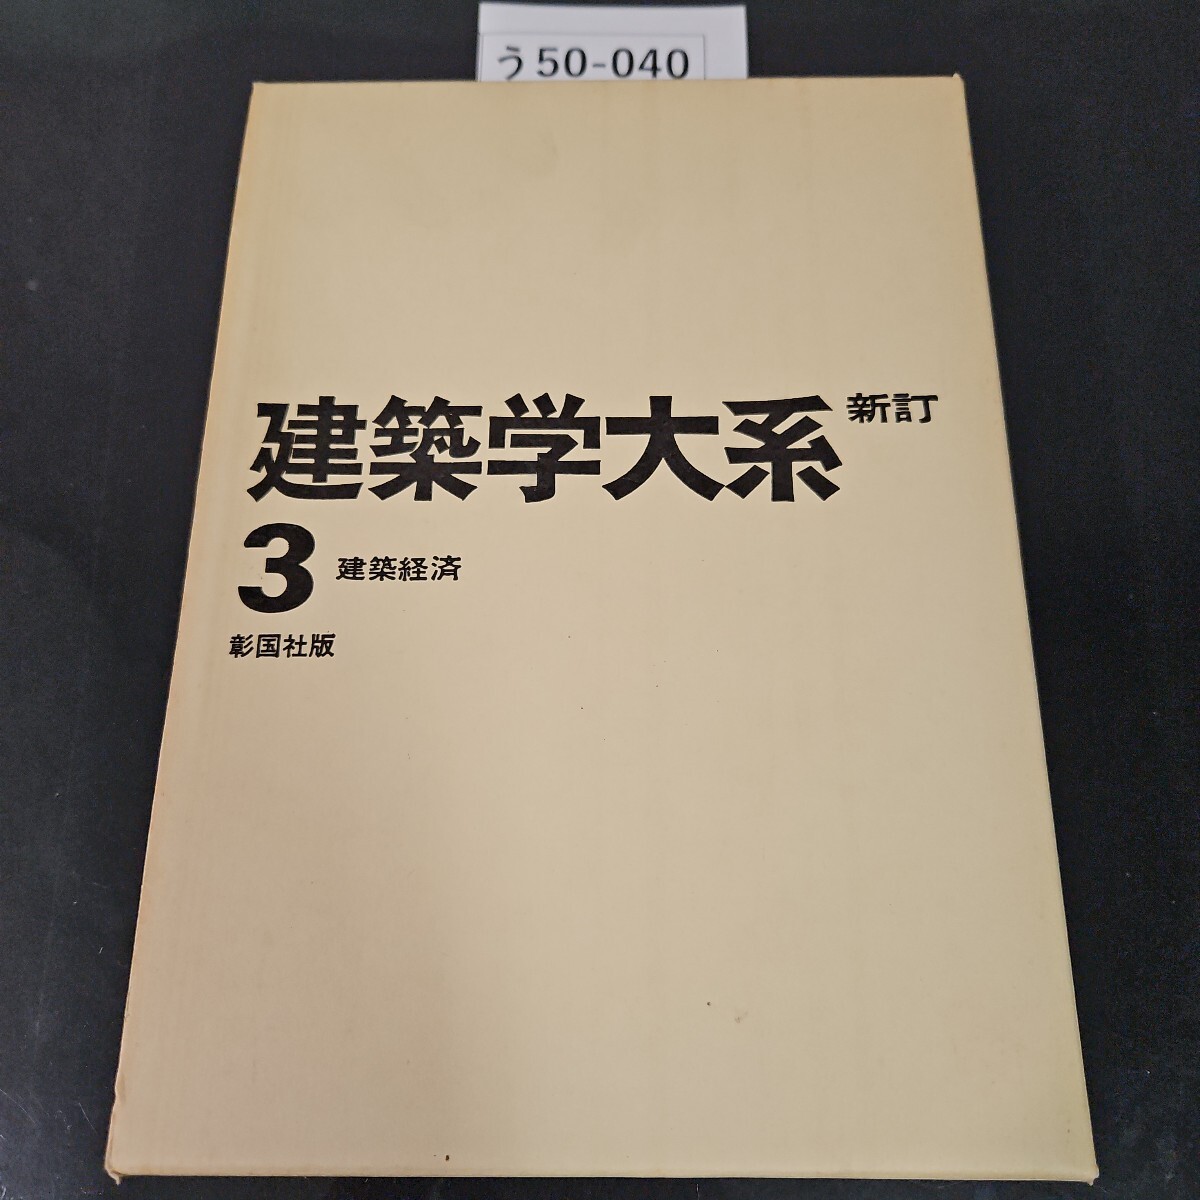 う50-040
建築学大系 新訂
3 建築経済
彰国社版